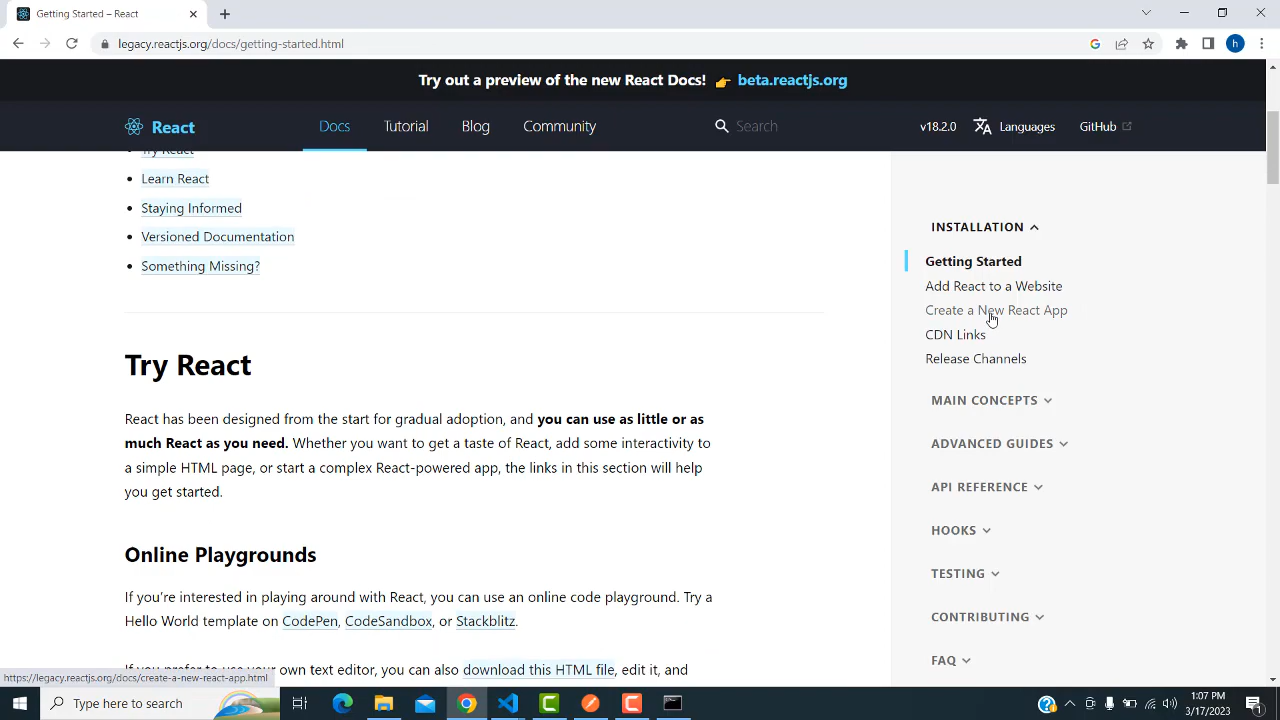 Getting Started – React
legacy.reactjs.org/docs/getting-started.html
h
Try out a preview of the new React Docs! 👉 beta.reactjs.org
React
Docs
Tutorial
Blog
Community
Search
v18.2.0
Languages
GitHub
Try React
Learn React
Staying Informed
Versioned Documentation
Something Missing?
Try React
React has been designed from the start for gradual adoption, and you can use as little or as
much React as you need. Whether you want to get a taste of React, add some interactivity to
a simple HTML page, or start a complex React-powered app, the links in this section will help
you get started.
Online Playgrounds
If you’re interested in playing around with React, you can use an online code playground. Try a
Hello World template on CodePen, CodeSandbox, or Stackblitz.
If you prefer to use your own text editor, you can also download this HTML file, edit it, and
INSTALLATION
Getting Started
Add React to a Website
Create a New React App
CDN Links
Release Channels
MAIN CONCEPTS
ADVANCED GUIDES
API REFERENCE
HOOKS
TESTING
CONTRIBUTING
FAQ
https://legacy.reactjs.org/docs/create-a-new-react-app.html
Type here to search
1:07 PM
3/17/2023
1